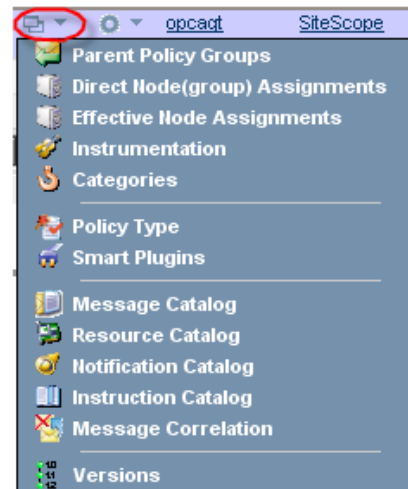 opcaqt SiteScope
Parent Policy Groups
Direct Node(group) Assignments
Effective Node Assignments
Instrumentation
Categories
Policy Type
Smart Plugins
Message Catalog
Resource Catalog
Notification Catalog
Instruction Catalog
Message Correlation
Versions